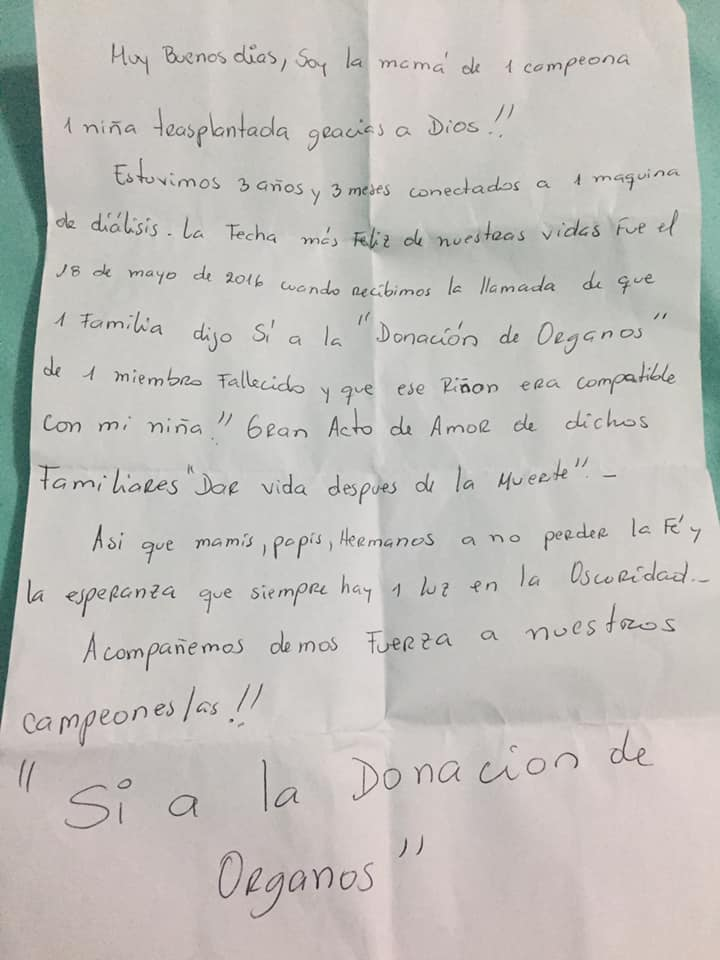 Muy Buenos dias, Soy la mamá de 1 campeona
1 niña trasplantada gracias a Dios!!
Estuvimos 3 años y 3 meses conectados a 1 maquina
de diálisis. La Fecha más Feliz de nuestras vidas Fue el
18 de mayo de 2016 cuando recibimos la llamada de que
1 Familia dijo Sí a la "Donación de Organos"
de 1 miembro Fallecido y que ese Riñon era compatible
con mi niña!! Gran Acto de Amor de dichos
Familiares "Dar vida despues de la Muerte". -
Asi que mamis, papis, Hermanos a no perder la Fé y
la esperanza que siempre hay 1 luz en la Oscuridad. -
Acompañemos demos Fuerza a nuestros
campeones/as!!
"Si a la Donacion de
Organos"